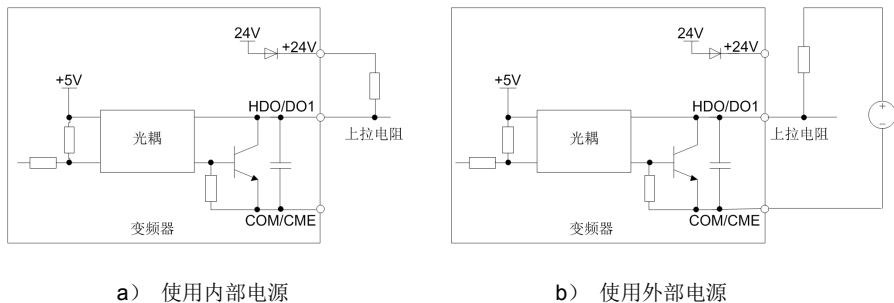 24V
+24V
+5V
HDO/DO1
光耦
上拉电阻
COM/CME
变频器
a） 使用内部电源
24V
+24V
+5V
HDO/DO1
光耦
上拉电阻
COM/CME
变频器
b） 使用外部电源